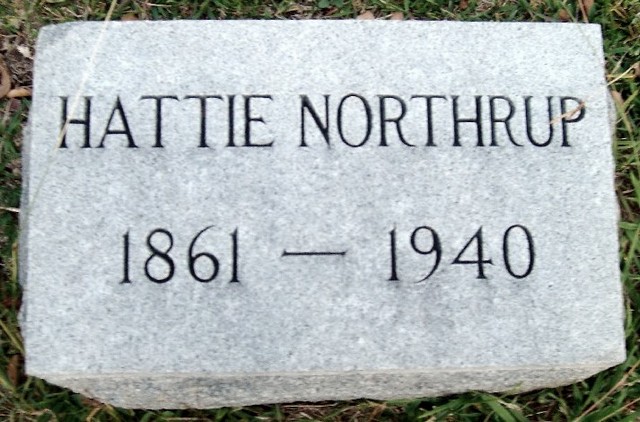 HATTIE NORTHRUP
1861 — 1940